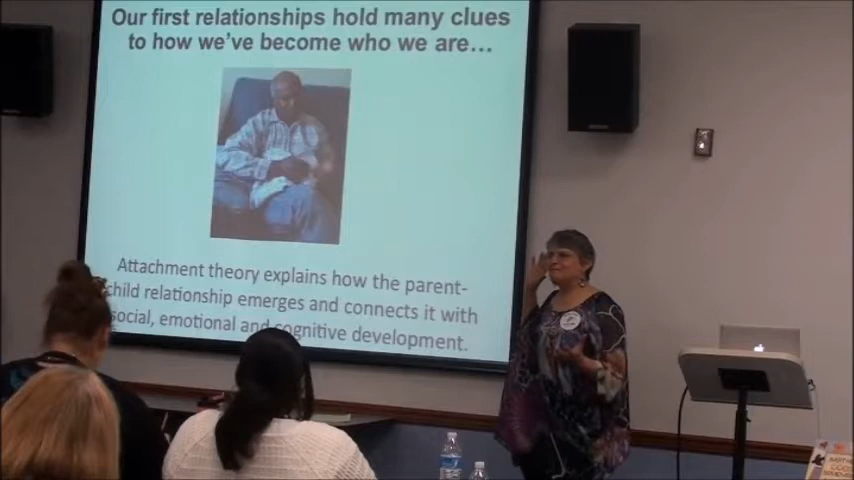 Our first relationships hold many clues
to how we've become who we are...
Attachment theory explains how the parent-
child relationship emerges and connects it with
social, emotional and cognitive development.